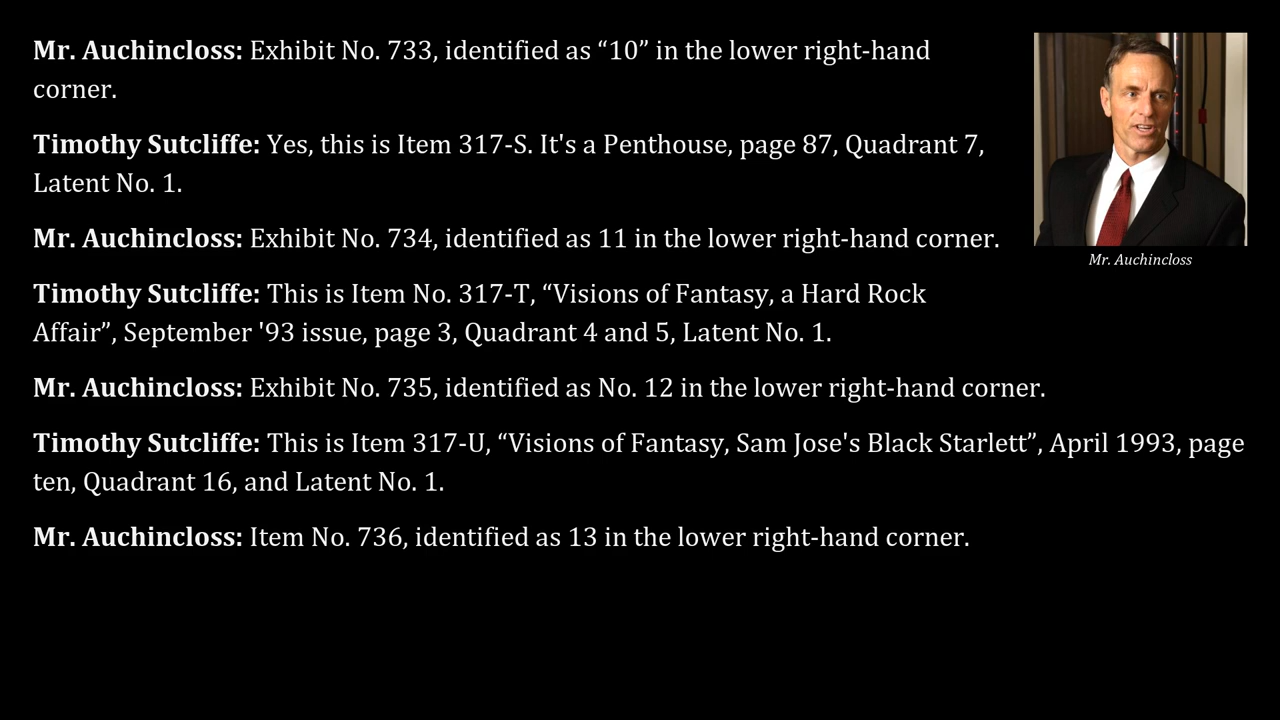 Mr. Auchincloss: Exhibit No. 733, identified as “10” in the lower right-hand
corner.
Timothy Sutcliffe: Yes, this is Item 317-S. It's a Penthouse, page 87, Quadrant 7,
Latent No. 1.
Mr. Auchincloss: Exhibit No. 734, identified as 11 in the lower right-hand corner.
Mr. Auchincloss
Timothy Sutcliffe: This is Item No. 317-T, “Visions of Fantasy, a Hard Rock
Affair”, September '93 issue, page 3, Quadrant 4 and 5, Latent No. 1.
Mr. Auchincloss: Exhibit No. 735, identified as No. 12 in the lower right-hand corner.
Timothy Sutcliffe: This is Item 317-U, “Visions of Fantasy, Sam Jose's Black Starlett”, April 1993, page
ten, Quadrant 16, and Latent No. 1.
Mr. Auchincloss: Item No. 736, identified as 13 in the lower right-hand corner.